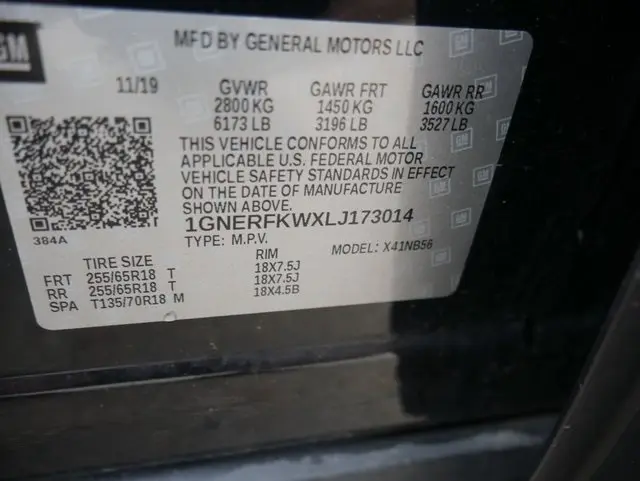 GM
MFD BY GENERAL MOTORS LLC
11/19 GVWR GAWR FRT GAWR RR
2800 KG 1450 KG 1600 KG
6173 LB 3196 LB 3527 LB
THIS VEHICLE CONFORMS TO ALL
APPLICABLE U.S. FEDERAL MOTOR
VEHICLE SAFETY STANDARDS IN EFFECT
ON THE DATE OF MANUFACTURE
SHOWN ABOVE.
1GNERFKWXLJ173014
384A
TYPE: M.P.V. MODEL: X41NB56
TIRE SIZE RIM
FRT 255/65R18 T 18X7.5J
RR 255/65R18 T 18X7.5J
SPA T135/70R18 M 18X4.5B